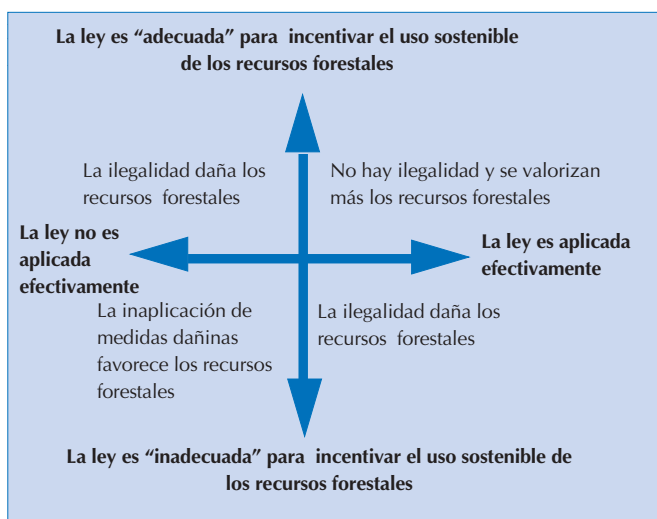 La ley es “adecuada” para incentivar el uso sostenible
de los recursos forestales
La ilegalidad daña los
recursos forestales
No hay ilegalidad y se valorizan
más los recursos forestales
La ley no es
aplicada
efectivamente
La ley es aplicada
efectivamente
La inaplicación de
medidas dañinas
favorece los recursos
forestales
La ilegalidad daña los
recursos forestales
La ley es “inadecuada” para incentivar el uso sostenible de
los recursos forestales